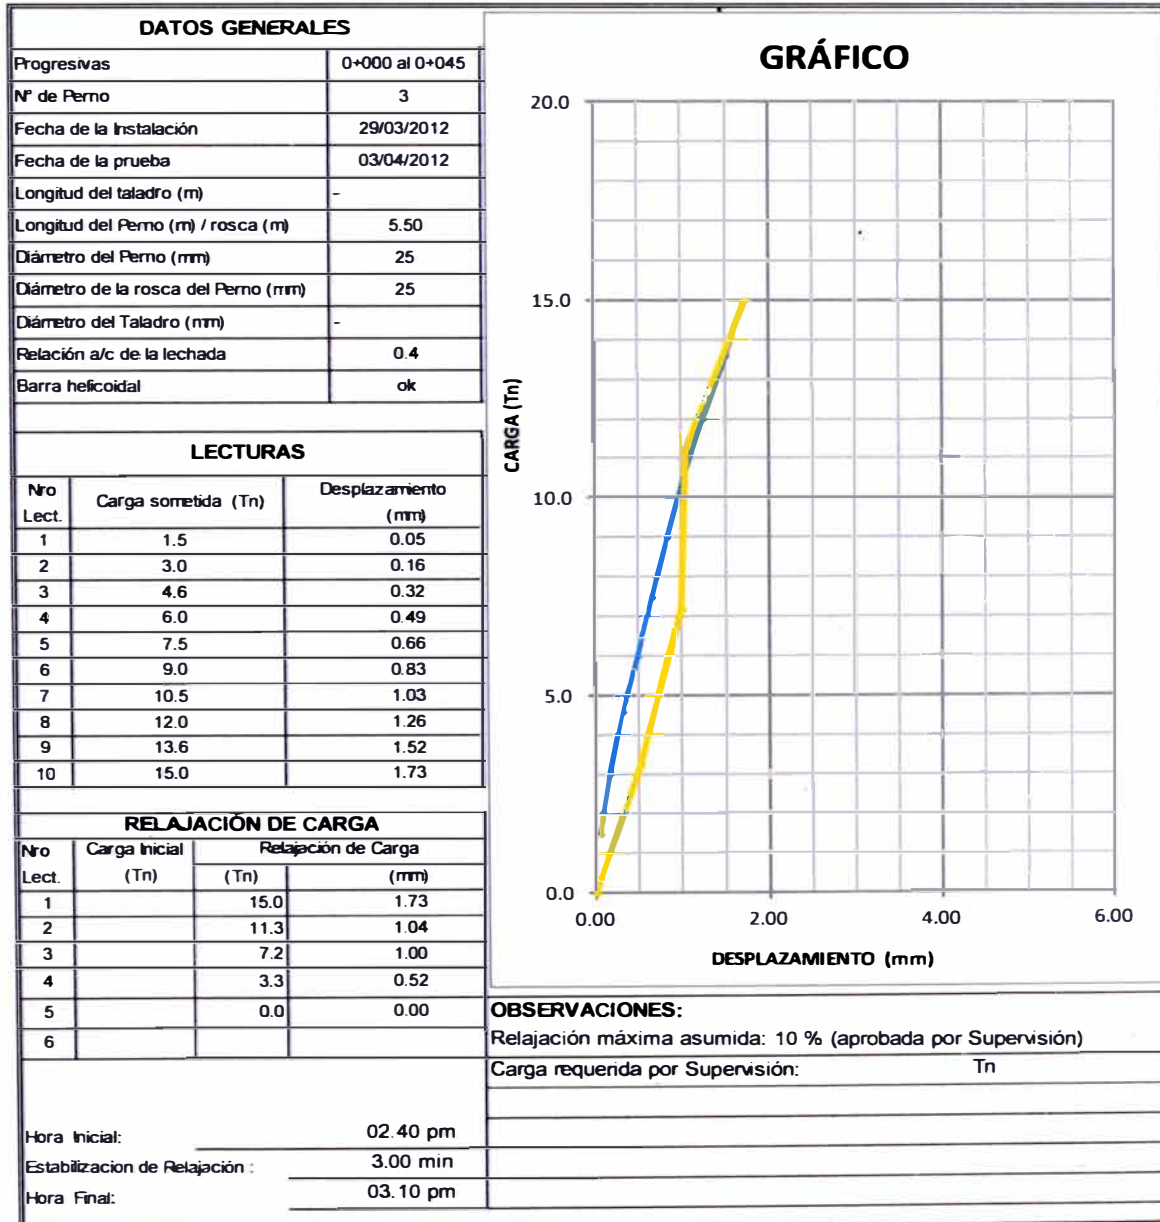 DATOS GENERALES
Progresivas 0+000 al 0+045
Nº de Perno 3
Fecha de la Instalación 29/03/2012
Fecha de la prueba 03/04/2012
Longitud del taladro (m) -
Longitud del Perno (m) / rosca (m) 5.50
Diámetro del Perno (mm) 25
Diámetro de la rosca del Perno (mm) 25
Diámetro del Taladro (mm) -
Relación a/c de la lechada 0.4
Barra helicoidal ok
LECTURAS
Nro Lect. Carga sometida (Tn) Desplazamiento (mm)
1 1.5 0.05
2 3.0 0.16
3 4.6 0.32
4 6.0 0.49
5 7.5 0.66
6 9.0 0.83
7 10.5 1.03
8 12.0 1.26
9 13.6 1.52
10 15.0 1.73
RELAJACIÓN DE CARGA
Nro Carga Inicial Relajación de Carga
Lect. (Tn) (Tn) (mm)
1 15.0 1.73
2 11.3 1.04
3 7.2 1.00
4 3.3 0.52
5 0.0 0.00
6
Hora Inicial: 02.40 pm
Estabilizacion de Relajación : 3.00 min
Hora Final: 03.10 pm
GRÁFICO
CARGA (Tn)
20.0
15.0
10.0
5.0
0.0
0.00 2.00 4.00 6.00
DESPLAZAMIENTO (mm)
OBSERVACIONES:
Relajación máxima asumida: 10 % (aprobada por Supervisión)
Carga requerida por Supervisión: Tn